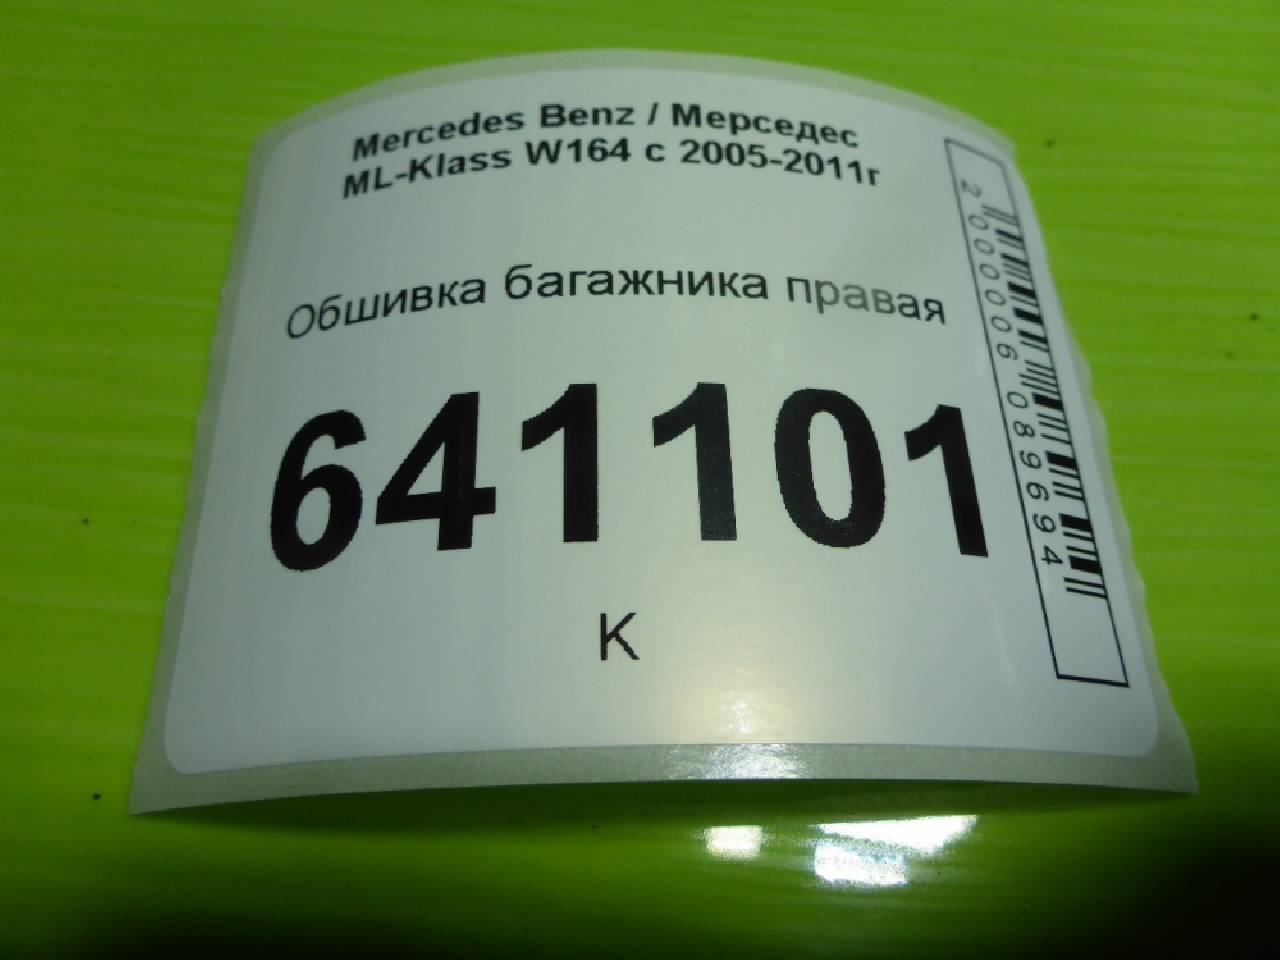 Mercedes Benz / Мерседес
ML-Klass W164 с 2005-2011г
Обшивка багажника правая
641101
К
2000006089694